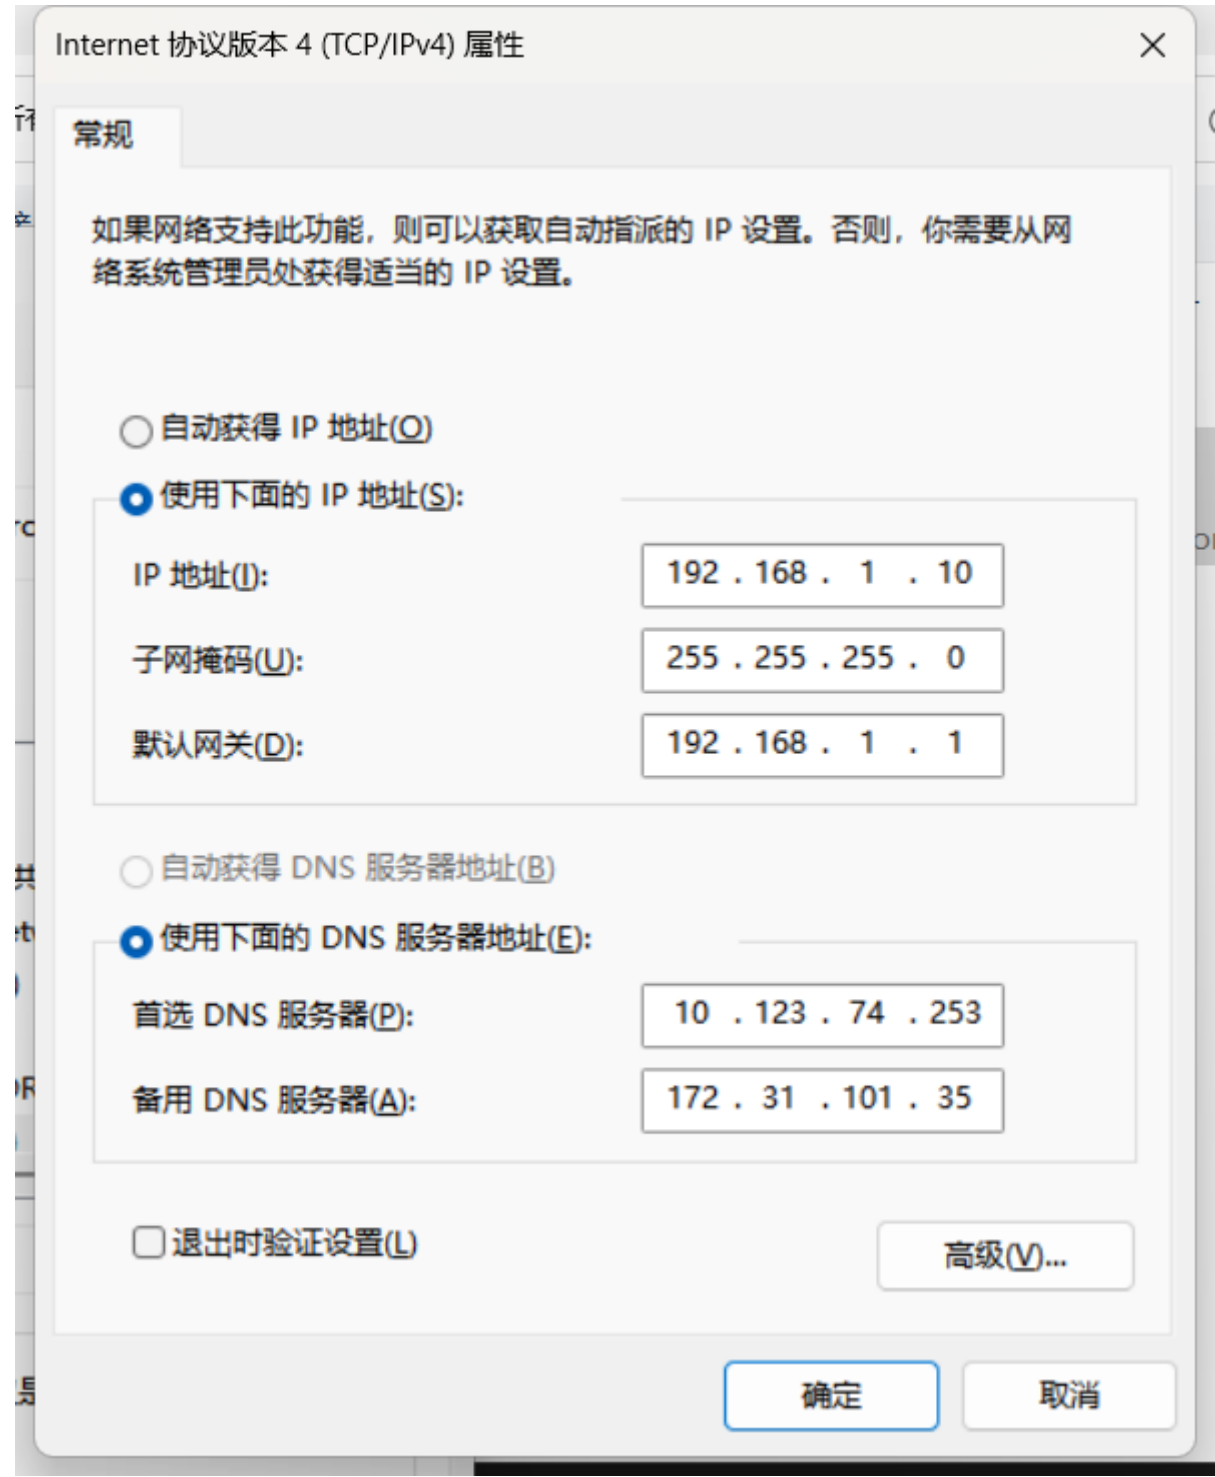 Internet 协议版本 4 (TCP/IPv4) 属性
常规
如果网络支持此功能，则可以获取自动指派的 IP 设置。否则，你需要从网
络系统管理员处获得适当的 IP 设置。
自动获得 IP 地址(O)
使用下面的 IP 地址(S):
IP 地址(I): 192 . 168 . 1 . 10
子网掩码(U): 255 . 255 . 255 . 0
默认网关(D): 192 . 168 . 1 . 1
自动获得 DNS 服务器地址(B)
使用下面的 DNS 服务器地址(E):
首选 DNS 服务器(P): 10 . 123 . 74 . 253
备用 DNS 服务器(A): 172 . 31 . 101 . 35
退出时验证设置(L)
高级(V)...
确定
取消